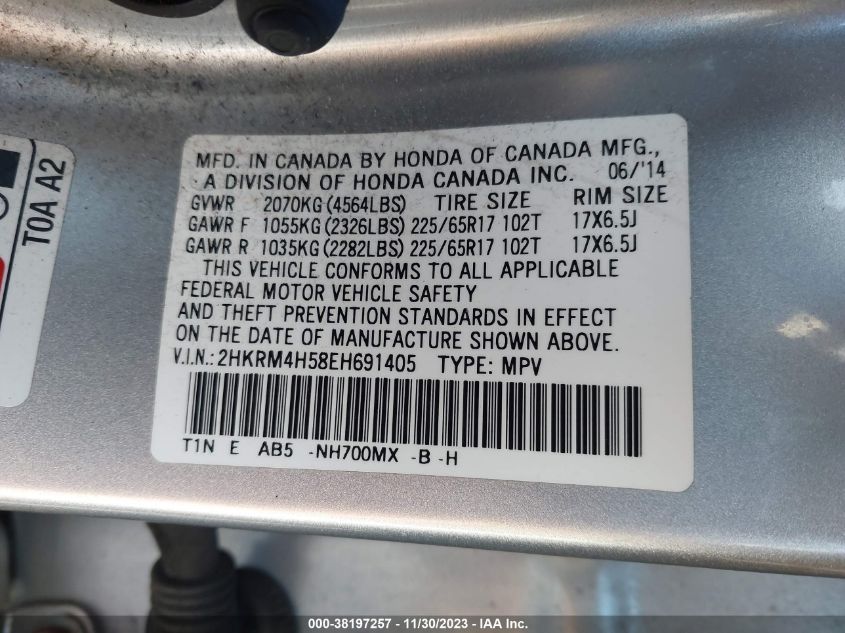 T0A A2
MFD. IN CANADA BY HONDA OF CANADA MFG.,
A DIVISION OF HONDA CANADA INC. 06/'14
GVWR 2070KG(4564LBS) TIRE SIZE RIM SIZE
GAWR F 1055KG(2326LBS) 225/65R17 102T 17X6.5J
GAWR R 1035KG(2282LBS) 225/65R17 102T 17X6.5J
THIS VEHICLE CONFORMS TO ALL APPLICABLE
FEDERAL MOTOR VEHICLE SAFETY
AND THEFT PREVENTION STANDARDS IN EFFECT
ON THE DATE OF MANUFACTURE SHOWN ABOVE.
V.I.N.: 2HKRM4H58EH691405 TYPE: MPV
T1N E AB5 -NH700MX -B -H
000-38197257 - 11/30/2023 - IAA Inc.